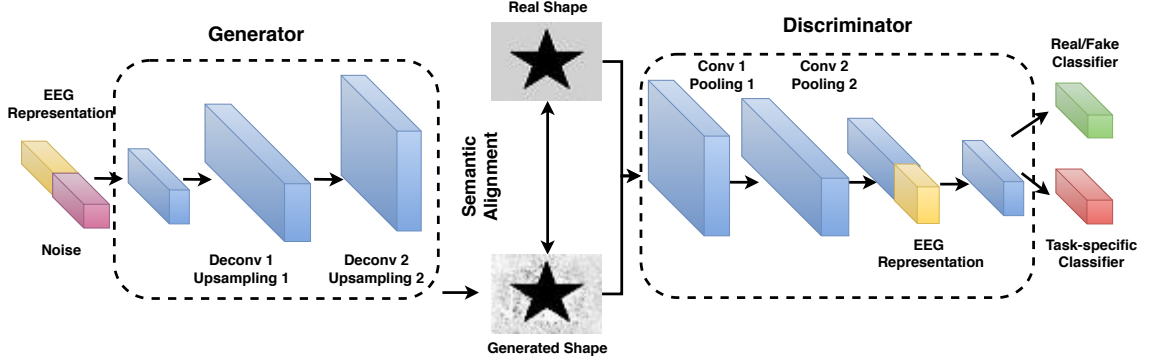 Generator
EEG
Representation
Noise
Deconv 1
Upsampling 1
Deconv 2
Upsampling 2
Real Shape
Semantic
Alignment
Generated Shape
Discriminator
Conv 1
Pooling 1
Conv 2
Pooling 2
EEG
Representation
Real/Fake
Classifier
Task-specific
Classifier